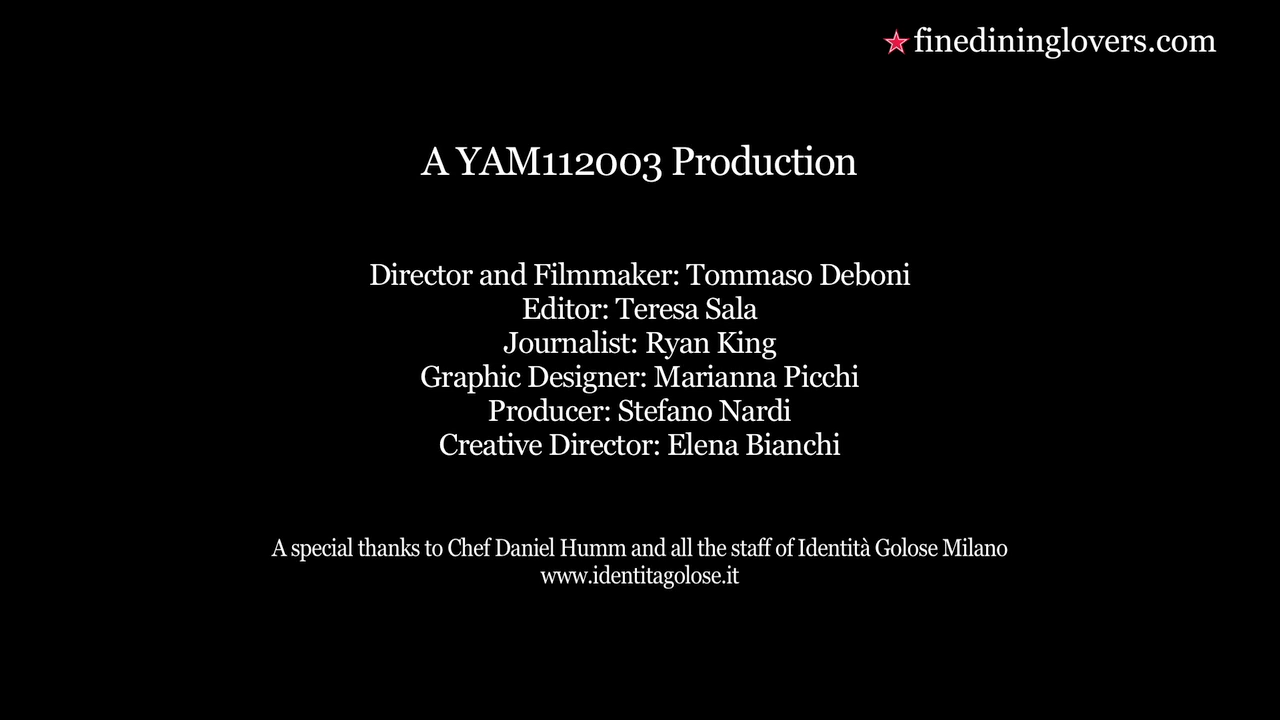 finedininglovers.com
A YAM112003 Production
Director and Filmmaker: Tommaso Deboni
Editor: Teresa Sala
Journalist: Ryan King
Graphic Designer: Marianna Picchi
Producer: Stefano Nardi
Creative Director: Elena Bianchi
A special thanks to Chef Daniel Humm and all the staff of Identità Golose Milano
www.identitagolose.it